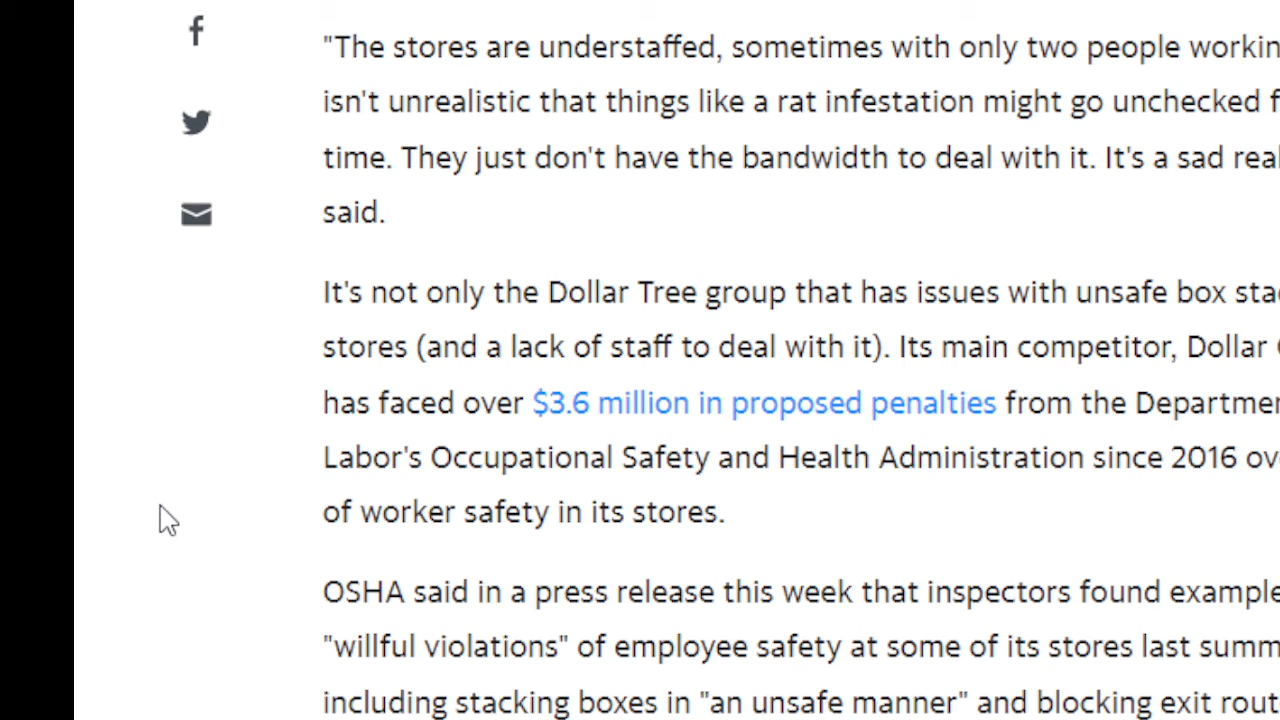 "The stores are understaffed, sometimes with only two people workin
isn't unrealistic that things like a rat infestation might go unchecked f
time. They just don't have the bandwidth to deal with it. It's a sad real
said.
It's not only the Dollar Tree group that has issues with unsafe box stac
stores (and a lack of staff to deal with it). Its main competitor, Dollar
has faced over $3.6 million in proposed penalties from the Departmen
Labor's Occupational Safety and Health Administration since 2016 ov
of worker safety in its stores.
OSHA said in a press release this week that inspectors found example
"willful violations" of employee safety at some of its stores last summ
including stacking boxes in "an unsafe manner" and blocking exit rout